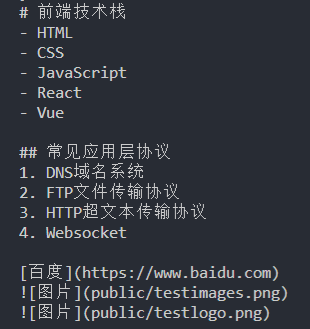 # 前端技术栈
- HTML
- CSS
- JavaScript
- React
- Vue
## 常见应用层协议
1. DNS域名系统
2. FTP文件传输协议
3. HTTP超文本传输协议
4. Websocket
[百度](https://www.baidu.com)
![图片](public/testimages.png)
![图片](public/testlogo.png)